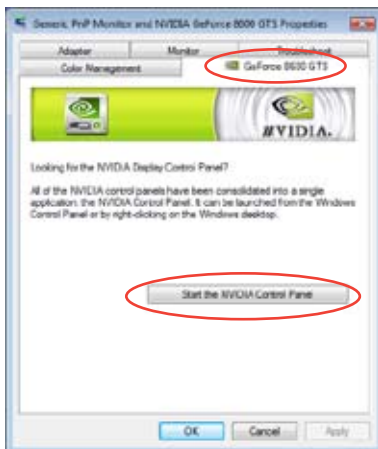 Generic PnP Monitor and NVIDIA GeForce 8600 GTS Properties
Adapter Monitor Troubleshoot
Color Management GeForce 8600 GTS
NVIDIA.
Looking for the NVIDIA Display Control Panel?
All of the NVIDIA control panels have been consolidated into a single
application: the NVIDIA Control Panel. It can be launched from the Windows
Control Panel or by right-clicking on the Windows desktop.
Start the NVIDIA Control Panel
OK Cancel Apply